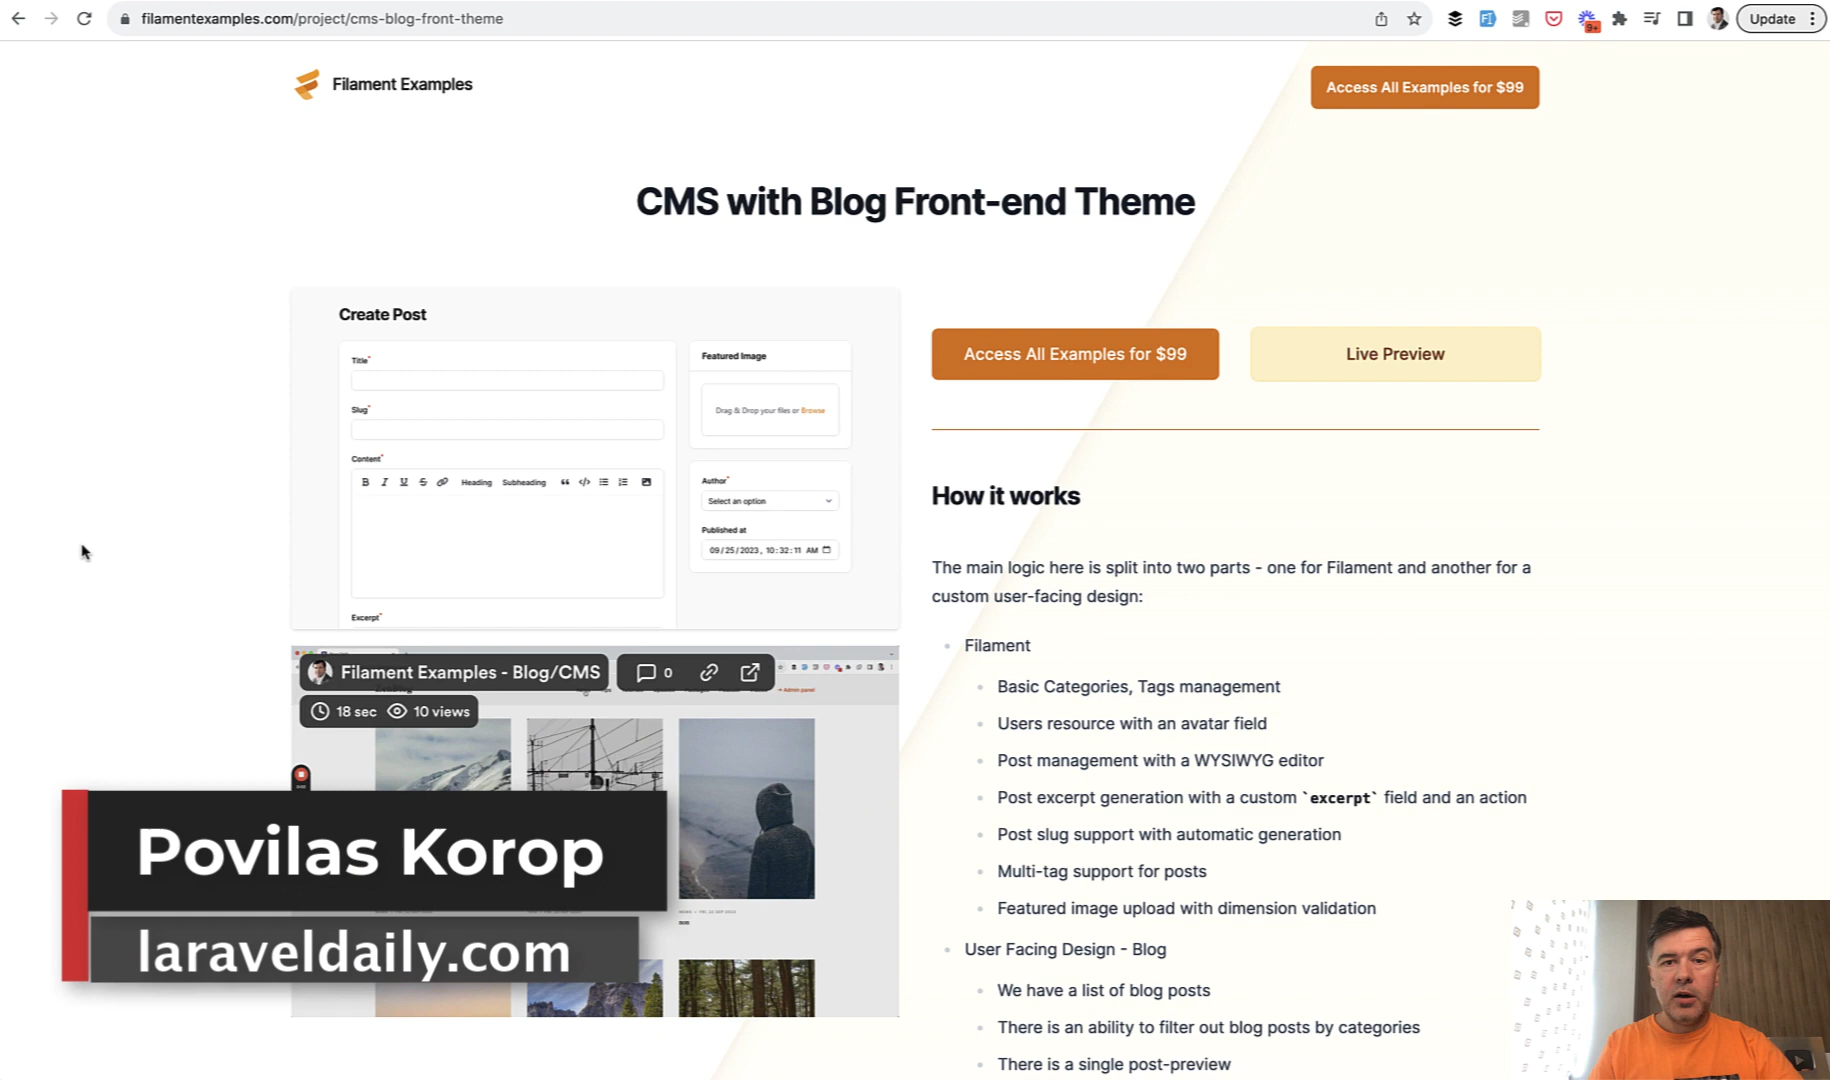 filamentexamples.com/project/cms-blog-front-theme
9+
Update
Filament Examples
Access All Examples for $99
CMS with Blog Front-end Theme
Create Post
Title*
Slug*
Content*
B I U S Heading Subheading “ </>
Excerpt*
Featured Image
Drag & Drop your files or Browse
Author*
Select an option
Published at
09/25/2023, 10:32:11 AM
Access All Examples for $99
Live Preview
How it works
The main logic here is split into two parts - one for Filament and another for a
custom user-facing design:
Filament
Basic Categories, Tags management
Users resource with an avatar field
Post management with a WYSIWYG editor
Post excerpt generation with a custom `excerpt` field and an action
Post slug support with automatic generation
Multi-tag support for posts
Featured image upload with dimension validation
User Facing Design - Blog
We have a list of blog posts
There is an ability to filter out blog posts by categories
There is a single post-preview
Filament Examples - Blog/CMS
0
18 sec 10 views
Admin panel
Povilas Korop
laraveldaily.com